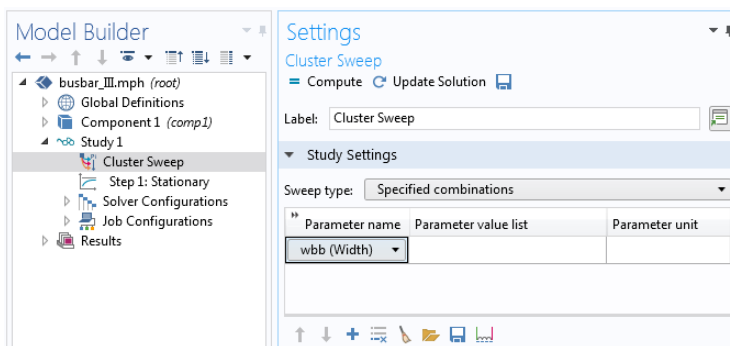 Model Builder
busbar_III.mph (root)
Global Definitions
Component 1 (comp1)
Study 1
Cluster Sweep
Step 1: Stationary
Solver Configurations
Job Configurations
Results
Settings
Cluster Sweep
= Compute Update Solution
Label: Cluster Sweep
Study Settings
Sweep type: Specified combinations
Parameter name Parameter value list Parameter unit
wbb (Width)